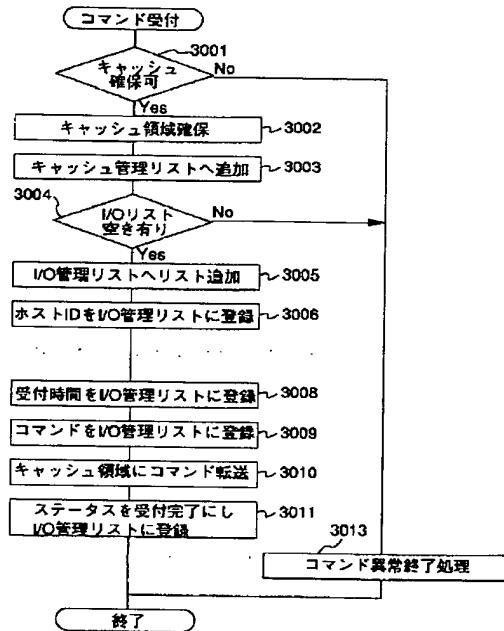 コマンド受付
3001
キャッシュ
確保可
No
Yes
キャッシュ領域確保
3002
キャッシュ管理リストへ追加
3003
3004
I/Oリスト
空き有り
No
Yes
I/O管理リストへリスト追加
3005
ホストIDをI/O管理リストに登録
3006
受付時間をI/O管理リストに登録
3008
コマンドをI/O管理リストに登録
3009
キャッシュ領域にコマンド転送
3010
ステータスを受付完了にし
I/O管理リストに登録
3011
3013
コマンド異常終了処理
終了